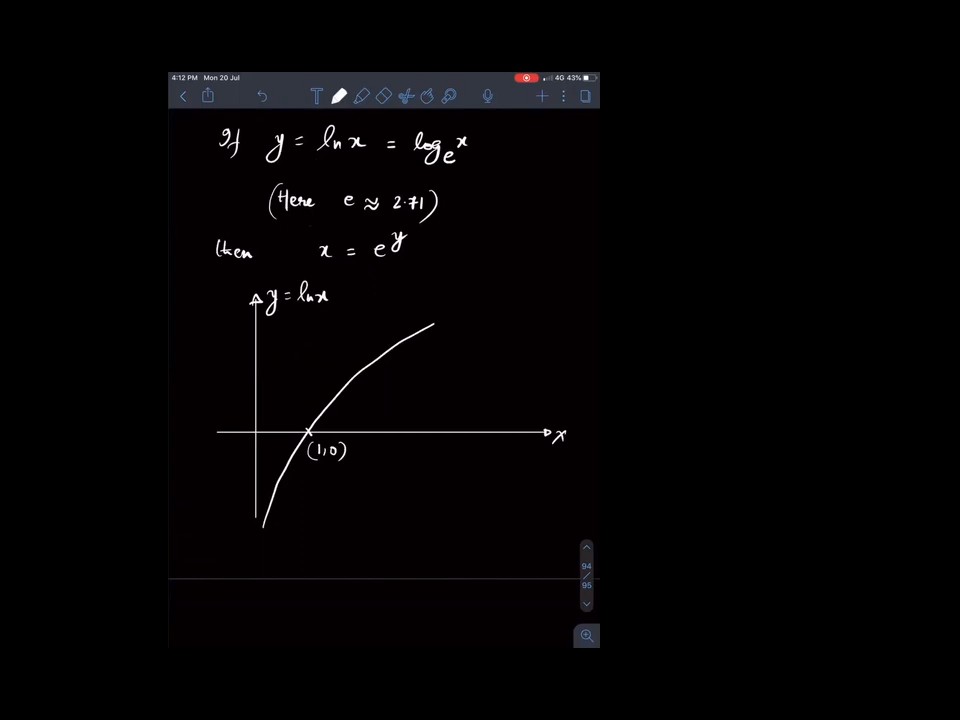 4:12 PM Mon 20 Jul 4G 43%
If y = ln x = logₑ x
(Here e ≈ 2.71)
then x = e^y
y = ln x
x
(1,0)
94
/
95